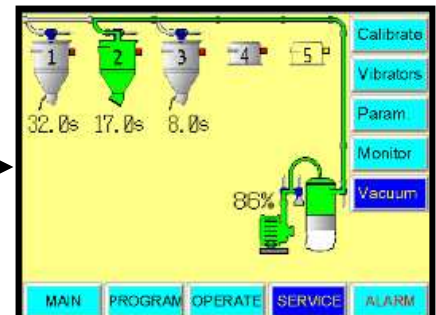 1 2 3 4 5
32.0s 17.0s 8.0s
86%
Calibrate
Vibrators
Param.
Monitor
Vacuum
MAIN PROGRAM OPERATE SERVICE ALARM